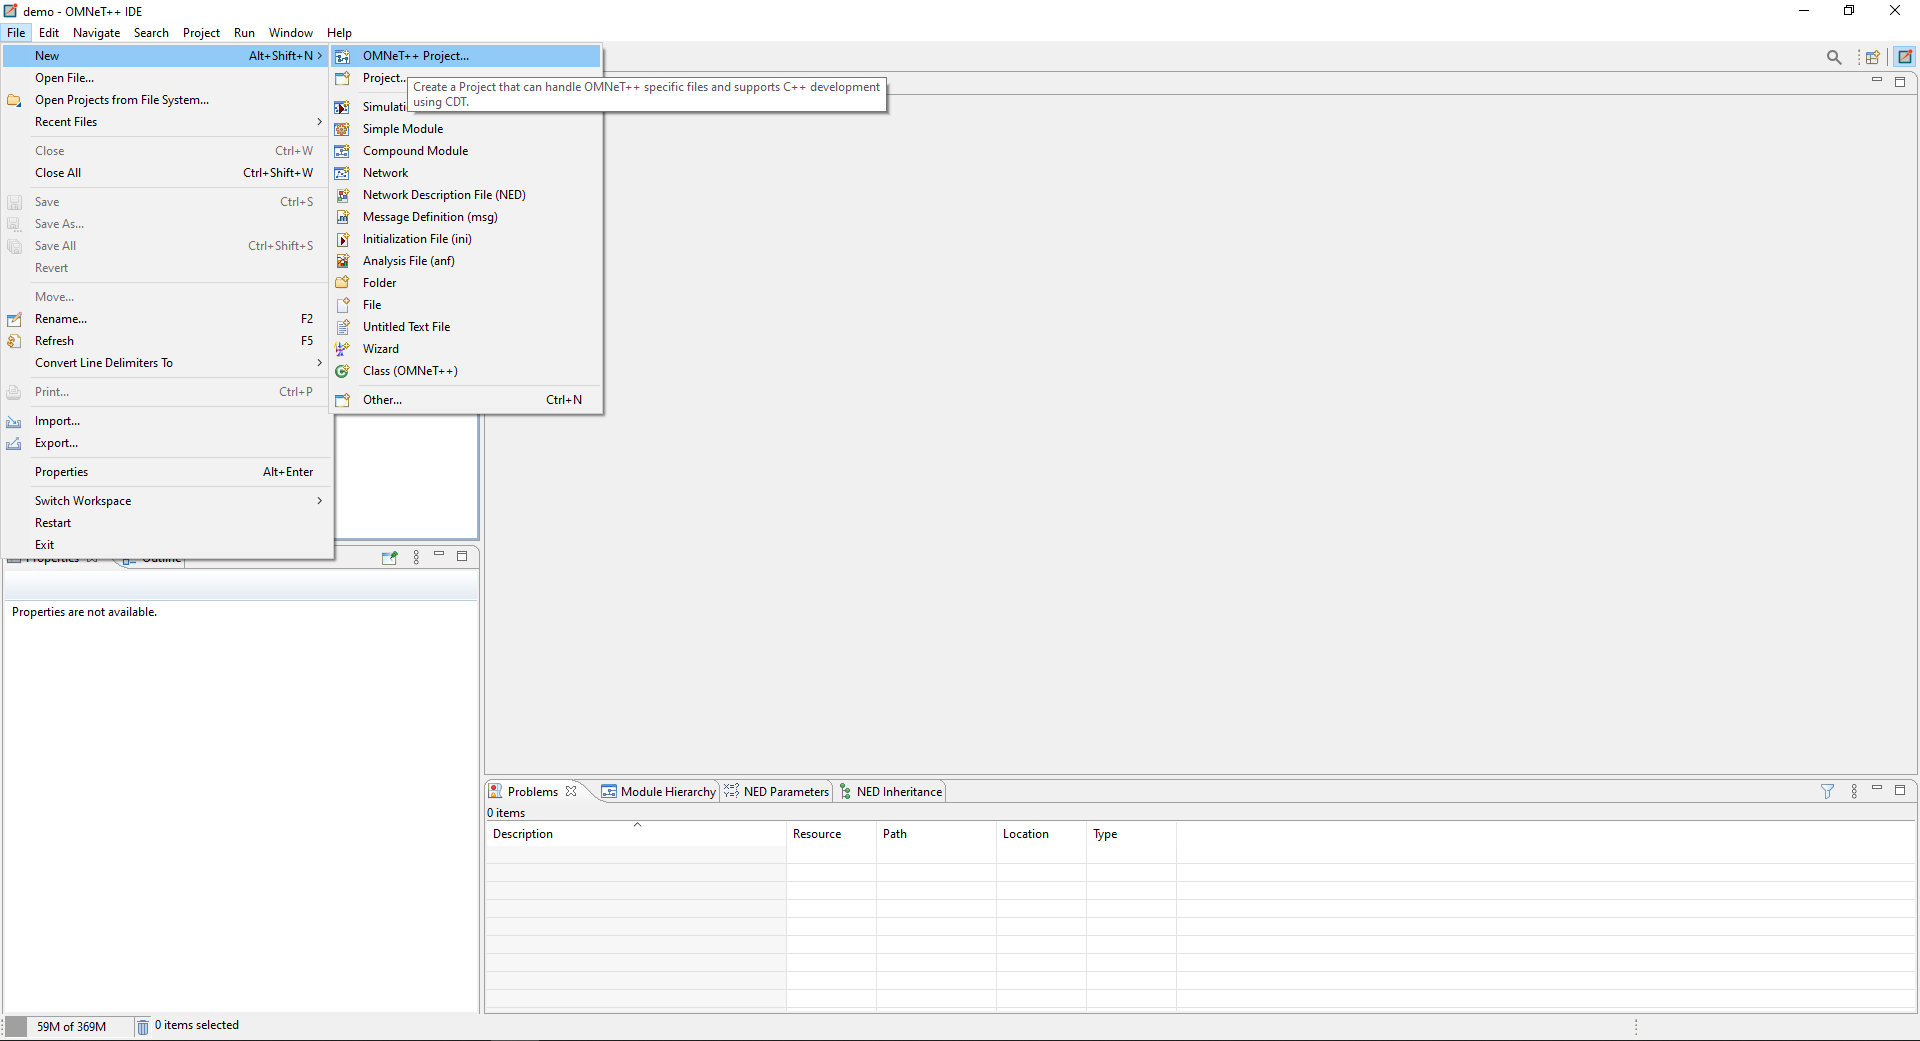 demo - OMNeT++ IDE
File Edit Navigate Search Project Run Window Help
New Alt+Shift+N
Open File...
Open Projects from File System...
Recent Files
Close Ctrl+W
Close All Ctrl+Shift+W
Save Ctrl+S
Save As...
Save All Ctrl+Shift+S
Revert
Move...
Rename... F2
Refresh F5
Convert Line Delimiters To
Print... Ctrl+P
Import...
Export...
Properties Alt+Enter
Switch Workspace
Restart
Exit
OMNeT++ Project...
Project...
Create a Project that can handle OMNeT++ specific files and supports C++ development
using CDT.
Simple Module
Compound Module
Network
Network Description File (NED)
Message Definition (msg)
Initialization File (ini)
Analysis File (anf)
Folder
File
Untitled Text File
Wizard
Class (OMNeT++)
Other... Ctrl+N
Properties Outline
Properties are not available.
Problems Module Hierarchy NED Parameters NED Inheritance
0 items
Description Resource Path Location Type
59M of 369M 0 items selected